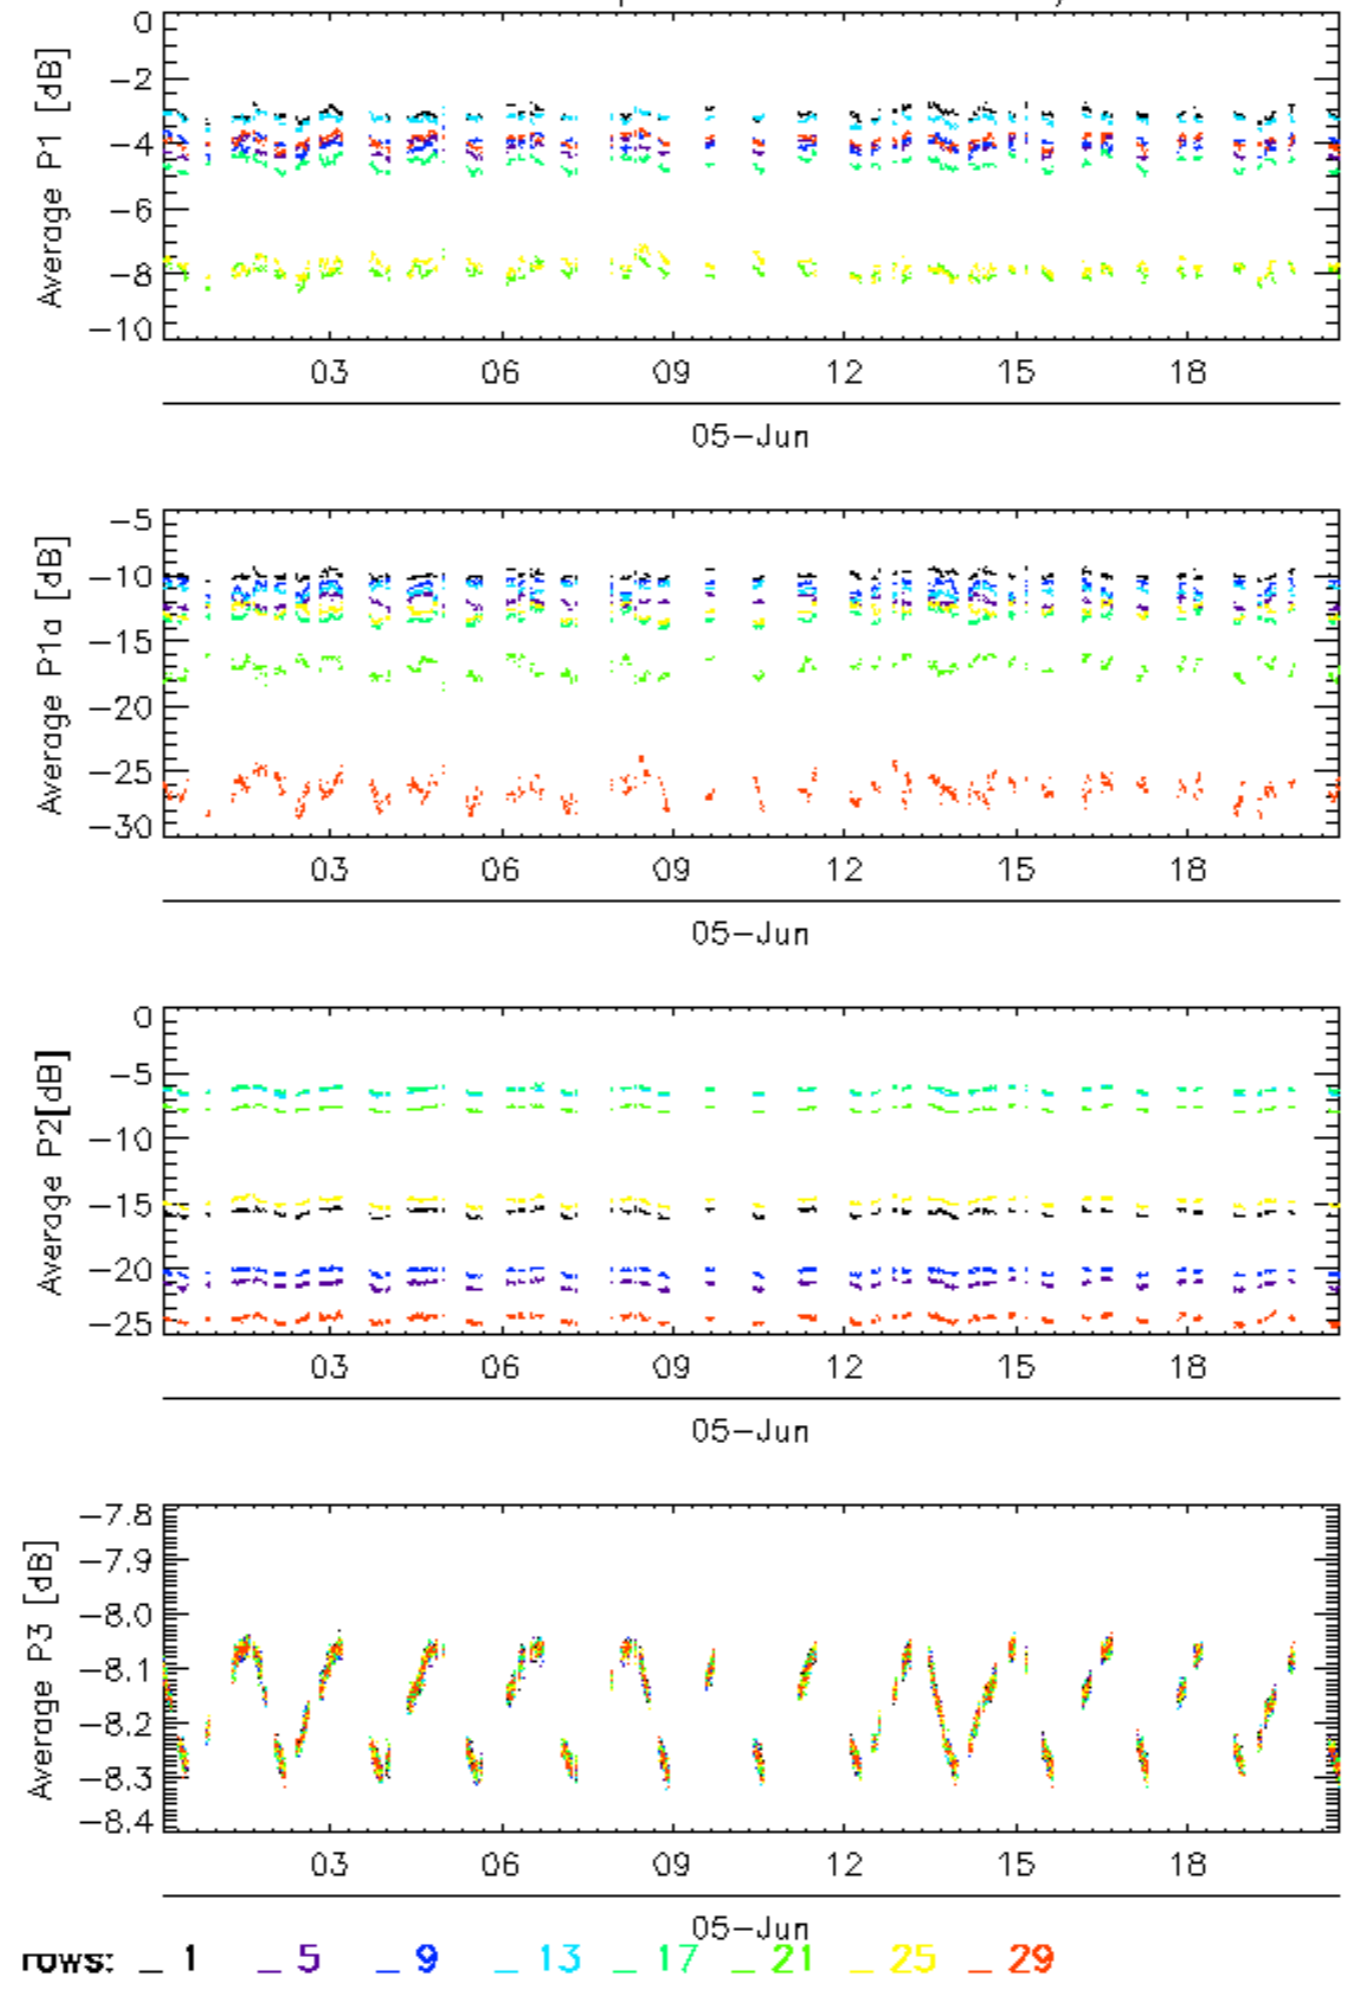 0
−2
−4
−6
−8
−10
Average P1 [dB]
03 06 09 12 15 18
05−Jun
−5
−10
−15
−20
−25
−30
Average P1a [dB]
03 06 09 12 15 18
05−Jun
0
−5
−10
−15
−20
−25
Average P2[dB]
03 06 09 12 15 18
05−Jun
−7.8
−7.9
−8.0
−8.1
−8.2
−8.3
−8.4
Average P3 [dB]
03 06 09 12 15 18
05−Jun
rows: _ 1 _ 5 _ 9 _ 13 _ 17 _ 21 _ 25 _ 29